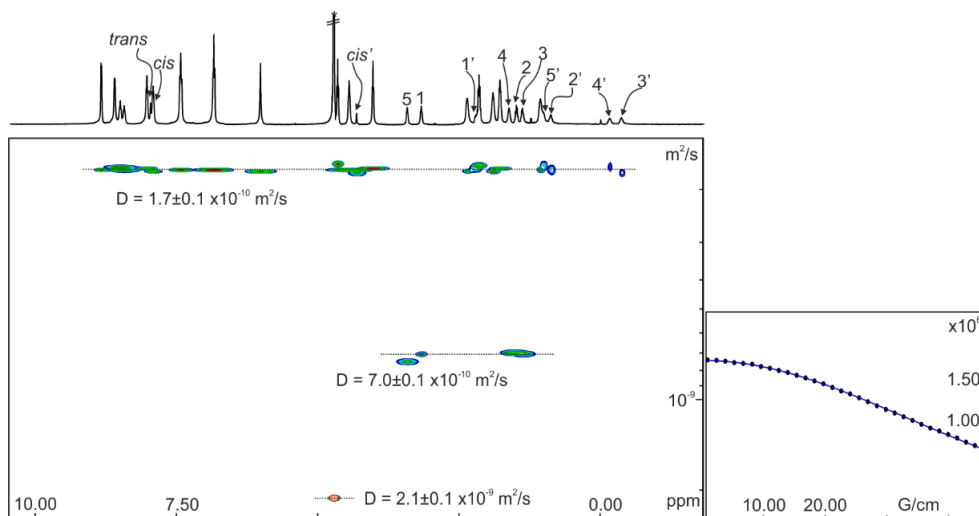 trans
cis
cis'
5 1
1'
4
2
3
5'
2'
4'
3'
m²/s
D = 1.7±0.1 x10⁻¹⁰ m²/s
D = 7.0±0.1 x10⁻¹⁰ m²/s
10⁻⁹
D = 2.1±0.1 x10⁻⁹ m²/s
10.00 7.50 0.00 ppm
1.50
1.00
10.00 20.00 G/cm